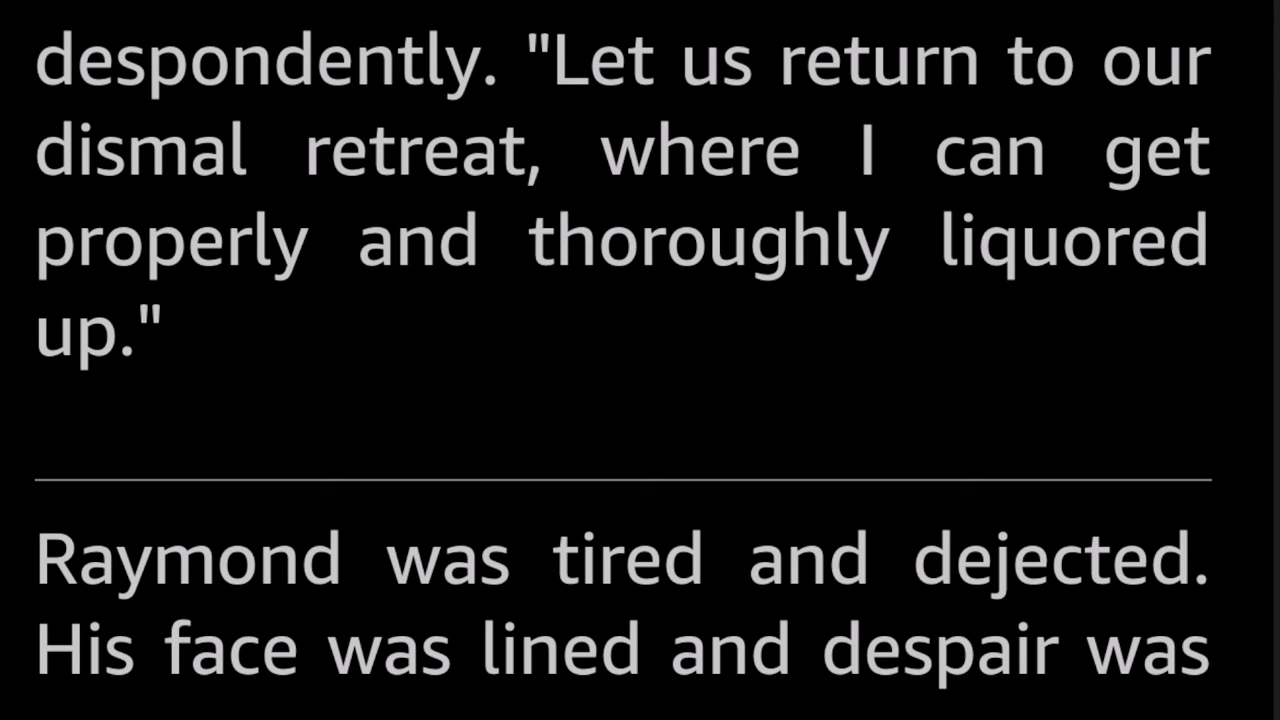 despondently. "Let us return to our
dismal retreat, where I can get
properly and thoroughly liquored
up."
Raymond was tired and dejected.
His face was lined and despair was